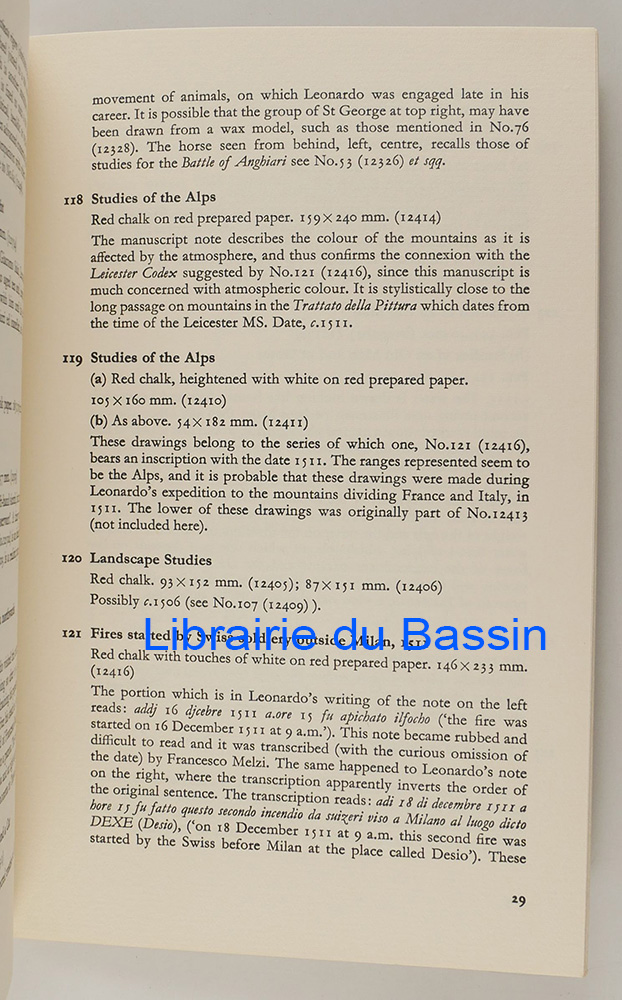 movement of animals, on which Leonardo was engaged late in his
career. It is possible that the group of St George at top right, may have
been drawn from a wax model, such as those mentioned in No.76
(12328). The horse seen from behind, left, centre, recalls those of
studies for the Battle of Anghiari see No.53 (12326) et sqq.
118 Studies of the Alps
Red chalk on red prepared paper. 159 × 240 mm. (12414)
The manuscript note describes the colour of the mountains as it is
affected by the atmosphere, and thus confirms the connexion with the
Leicester Codex suggested by No.121 (12416), since this manuscript is
much concerned with atmospheric colour. It is stylistically close to the
long passage on mountains in the Trattato della Pittura which dates from
the time of the Leicester MS. Date, c.1511.
119 Studies of the Alps
(a) Red chalk, heightened with white on red prepared paper.
105 × 160 mm. (12410)
(b) As above. 54 × 182 mm. (12411)
These drawings belong to the series of which one, No.121 (12416),
bears an inscription with the date 1511. The ranges represented seem to
be the Alps, and it is probable that these drawings were made during
Leonardo's expedition to the mountains dividing France and Italy, in
1511. The lower of these drawings was originally part of No.12413
(not included here).
120 Landscape Studies
Red chalk. 93 × 152 mm. (12405); 87 × 151 mm. (12406)
Possibly c.1506 (see No.107 (12409) ).
121 Fires started by Swiss soldiery outside Milan, 1511
Librairie du Bassin
Red chalk with touches of white on red prepared paper. 146 × 233 mm.
(12416)
The portion which is in Leonardo's writing of the note on the left
reads: addj 16 djcebre 1511 a.ore 15 fu apichato ilfocho ('the fire was
started on 16 December 1511 at 9 a.m.'). This note became rubbed and
difficult to read and it was transcribed (with the curious omission of
the date) by Francesco Melzi. The same happened to Leonardo's note
on the right, where the transcription apparently inverts the order of
the original sentence. The transcription reads: adi 18 di decembre 1511 a
hore 15 fu fatto questo secondo incendio da suizeri viso a Milano al luogo dicto
DEXE (Desio), ('on 18 December 1511 at 9 a.m. this second fire was
started by the Swiss before Milan at the place called Desio'). These
29